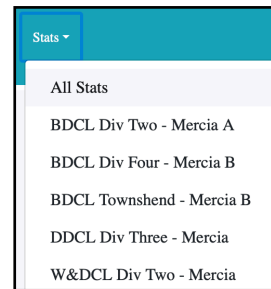 Stats
All Stats
BDCL Div Two - Mercia A
BDCL Div Four - Mercia B
BDCL Townshend - Mercia B
DDCL Div Three - Mercia
W&DCL Div Two - Mercia